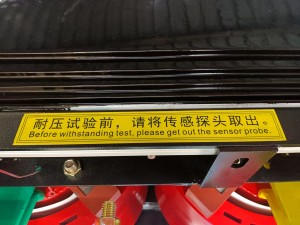 耐压试验前，请将传感探头取出。
Before withstanding test, please get out the sensor probe.